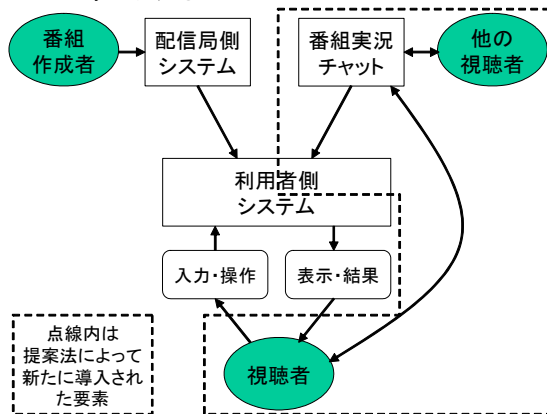 番組
作成者
配信局側
システム
番組実況
チャット
他の
視聴者
利用者側
システム
入力・操作
表示・結果
点線内は
提案法によって
新たに導入され
た要素
視聴者